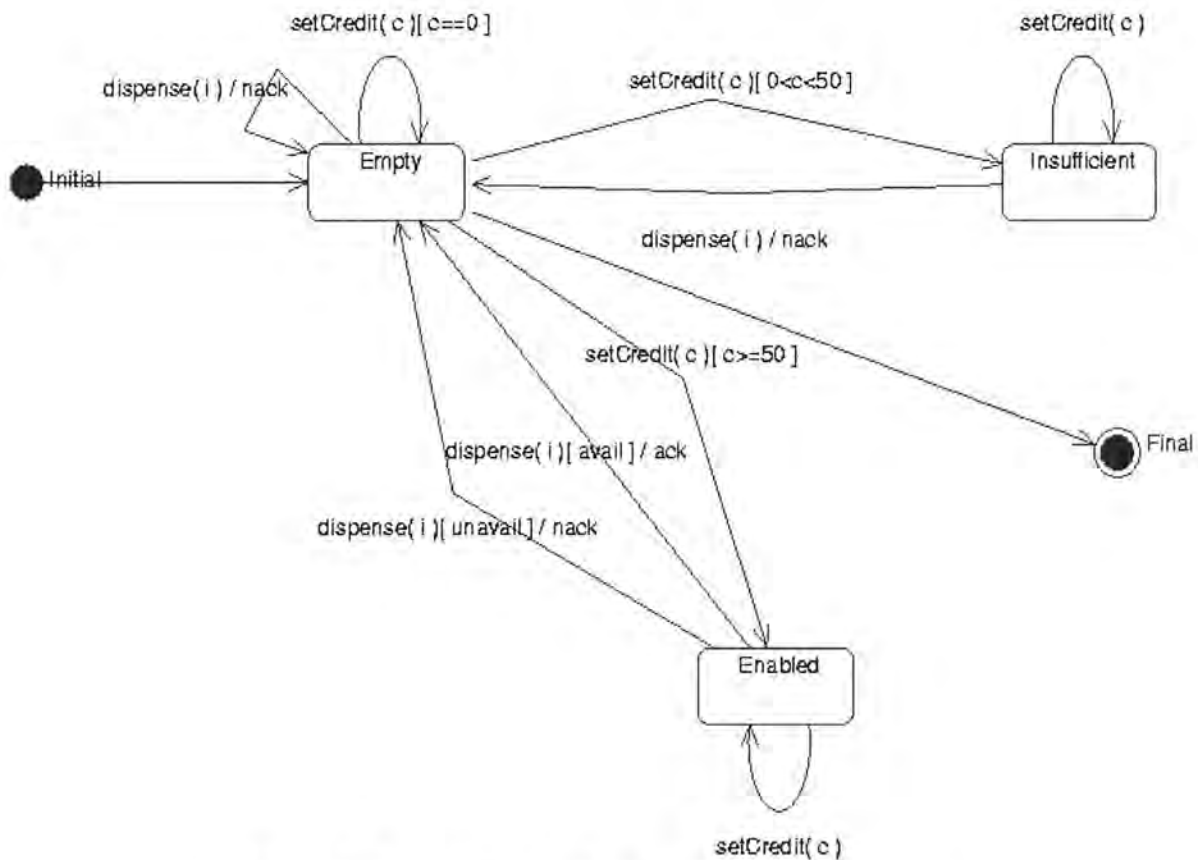 setCredit( c )[ c==0 ]
setCredit( c )
dispense( i ) / nack
setCredit( c )[ 0<c<50 ]
Empty
Insufficient
Initial
dispense( i ) / nack
setCredit( c )[ c>=50 ]
dispense( i )[ avail ] / ack
Final
dispense( i )[ unavail ] / nack
Enabled
setCredit( c )